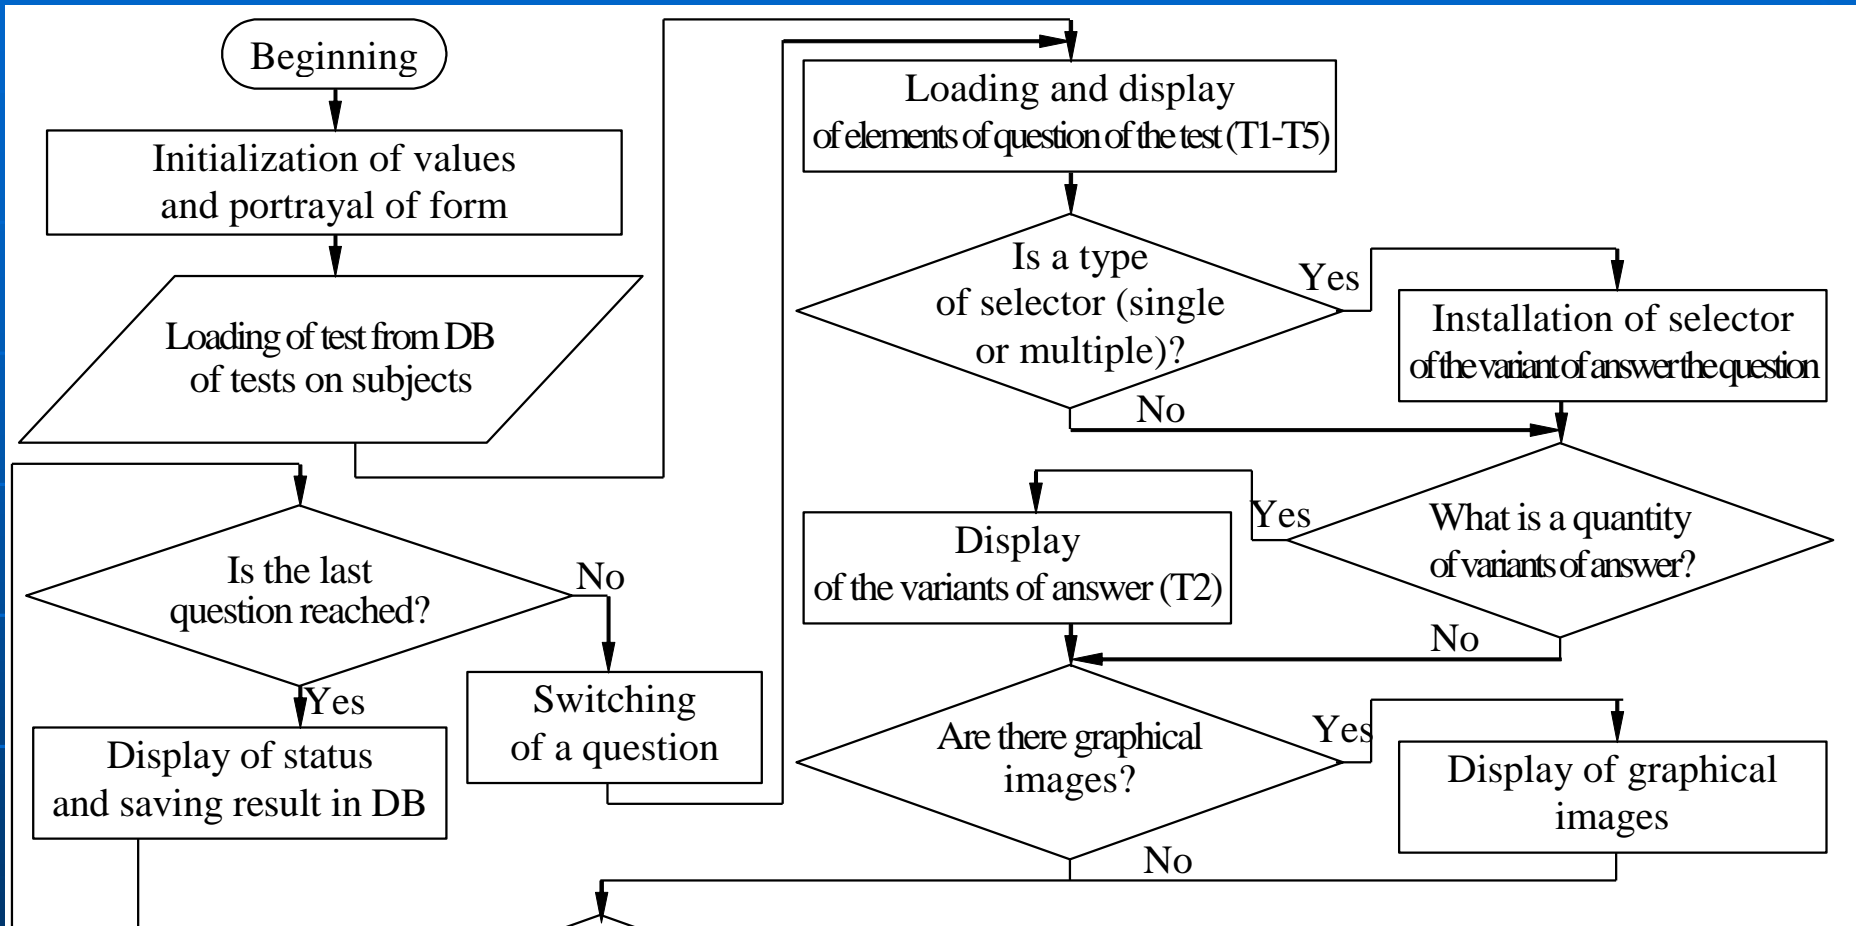 Beginning
Initialization of values
and portrayal of form
Loading of test from DB
of tests on subjects
Loading and display
of elements of question of the test (T1-T5)
Is a type
of selector (single
or multiple)?
Yes
No
Installation of selector
of the variant of answer the question
What is a quantity
of variants of answer?
Yes
No
Display
of the variants of answer (T2)
Are there graphical
images?
Yes
No
Display of graphical
images
Is the last
question reached?
No
Yes
Switching
of a question
Display of status
and saving result in DB